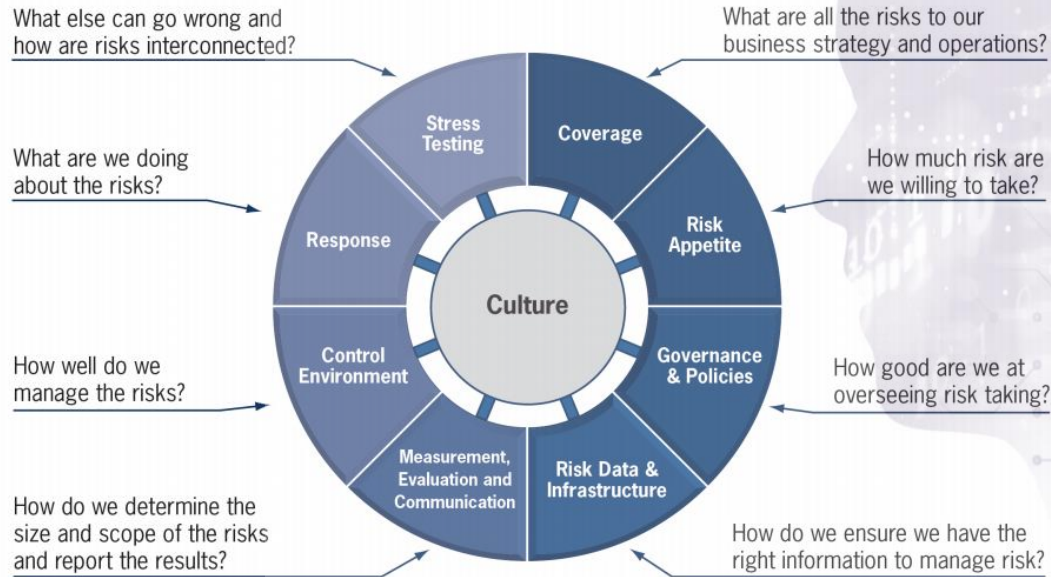 What else can go wrong and
how are risks interconnected?
What are all the risks to our
business strategy and operations?
Stress
Testing
Coverage
What are we doing
about the risks?
How much risk are
we willing to take?
Response
Risk
Appetite
Culture
Control
Environment
Governance
& Policies
How well do we
manage the risks?
How good are we at
overseeing risk taking?
Measurement,
Evaluation and
Communication
Risk Data &
Infrastructure
How do we determine the
size and scope of the risks
and report the results?
How do we ensure we have the
right information to manage risk?